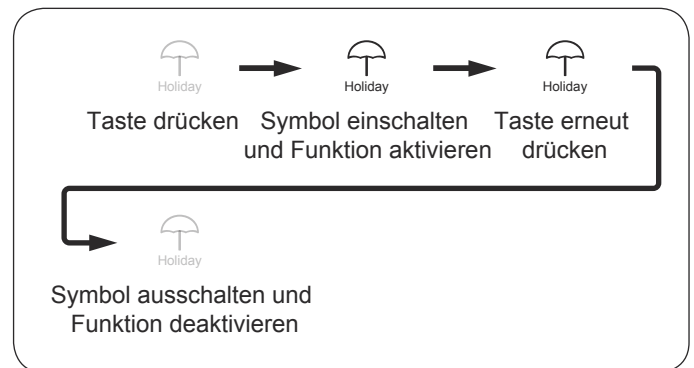 Holiday
Holiday
Holiday
Taste drücken
Symbol einschalten
und Funktion aktivieren
Taste erneut
drücken
Holiday
Symbol ausschalten und
Funktion deaktivieren